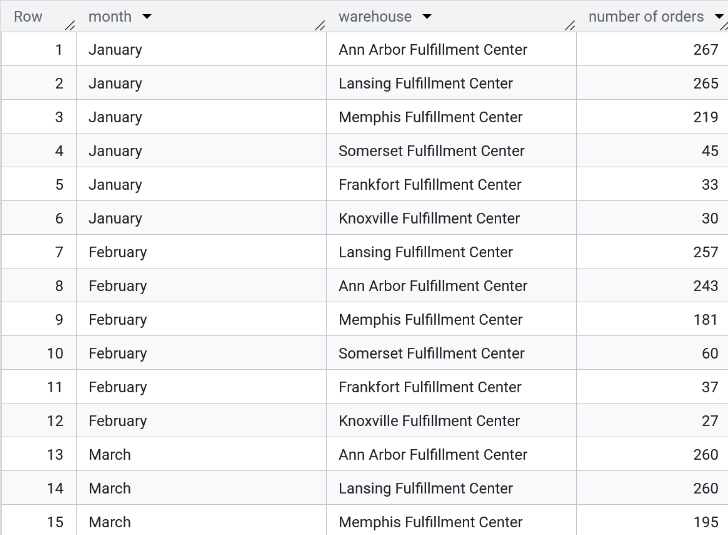 Row month warehouse number of orders
1 January Ann Arbor Fulfillment Center 267
2 January Lansing Fulfillment Center 265
3 January Memphis Fulfillment Center 219
4 January Somerset Fulfillment Center 45
5 January Frankfort Fulfillment Center 33
6 January Knoxville Fulfillment Center 30
7 February Lansing Fulfillment Center 257
8 February Ann Arbor Fulfillment Center 243
9 February Memphis Fulfillment Center 181
10 February Somerset Fulfillment Center 60
11 February Frankfort Fulfillment Center 37
12 February Knoxville Fulfillment Center 27
13 March Ann Arbor Fulfillment Center 260
14 March Lansing Fulfillment Center 260
15 March Memphis Fulfillment Center 195